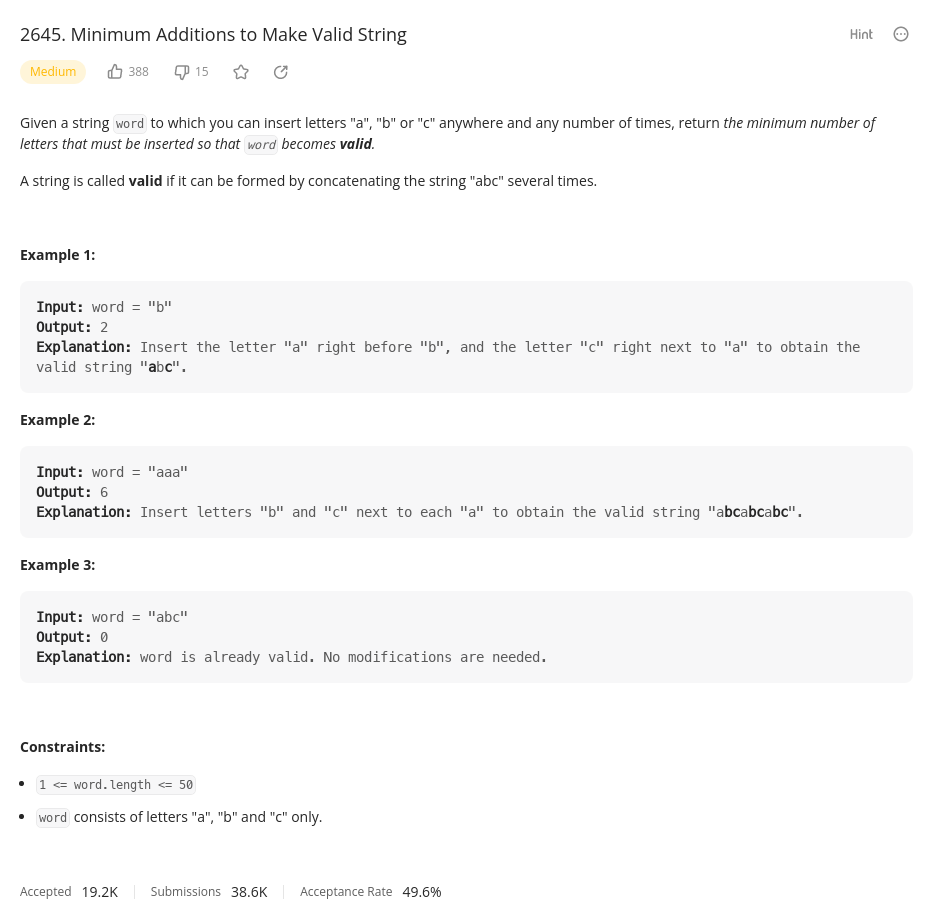 2645. Minimum Additions to Make Valid String
Hint
Medium 388 15
Given a string word to which you can insert letters "a", "b" or "c" anywhere and any number of times, return the minimum number of
letters that must be inserted so that word becomes valid.
A string is called valid if it can be formed by concatenating the string "abc" several times.
Example 1:
Input: word = "b"
Output: 2
Explanation: Insert the letter "a" right before "b", and the letter "c" right next to "a" to obtain the
valid string "abc".
Example 2:
Input: word = "aaa"
Output: 6
Explanation: Insert letters "b" and "c" next to each "a" to obtain the valid string "abcabcabc".
Example 3:
Input: word = "abc"
Output: 0
Explanation: word is already valid. No modifications are needed.
Constraints:
1 <= word.length <= 50
word consists of letters "a", "b" and "c" only.
Accepted 19.2K Submissions 38.6K Acceptance Rate 49.6%